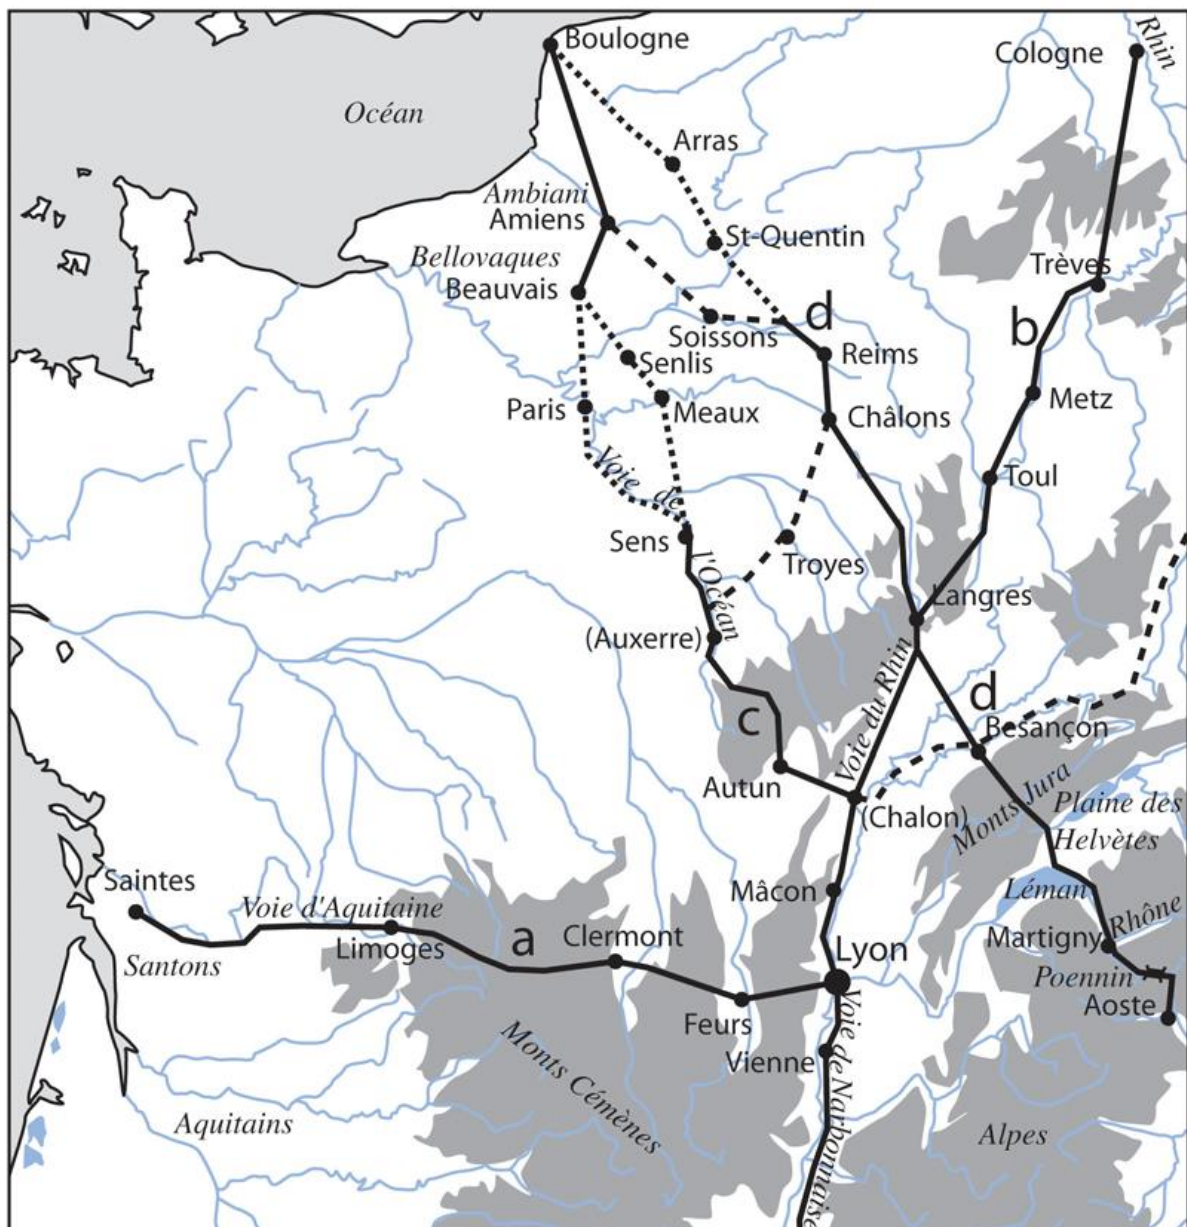 Boulogne
Cologne
Rhin
Océan
Arras
Ambiani
Amiens
St-Quentin
Bellovaques
Beauvais
Trèves
d
b
Soissons
Senlis
Reims
Paris
Meaux
Châlons
Metz
Voie de
Toul
Sens
l'Océan
Troyes
Langres
(Auxerre)
Voie du Rhin
c
d
Besançon
Autun
(Chalon)
Monts Jura
Plaine des
Helvètes
Saintes
Mâcon
Léman
Voie d'Aquitaine
Limoges
a
Clermont
Lyon
Martigny
Rhône
Santons
Poennin
Aoste
Feurs
Vienne
Voie de Narbonnaise
Monts Cémènes
Aquitains
Alpes